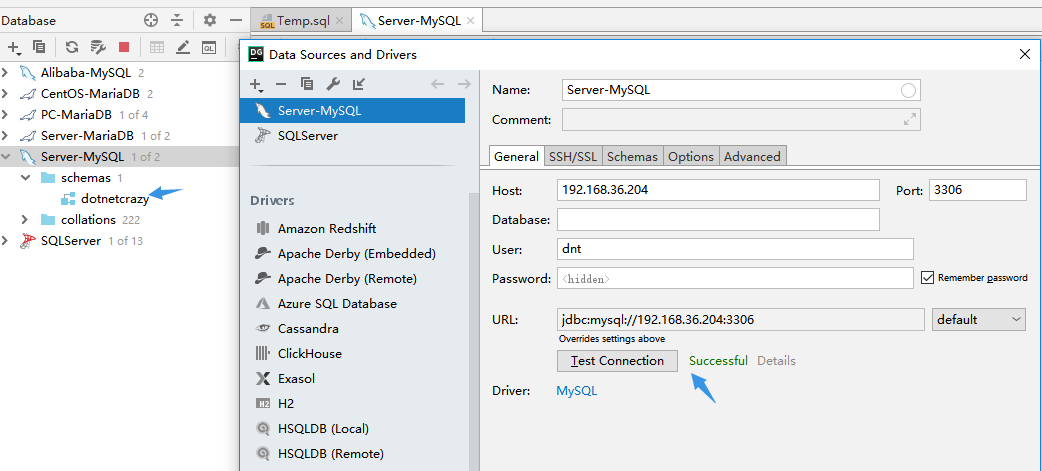 Database
SQL Temp.sql
Server-MySQL
QL
Alibaba-MySQL 2
CentOS-MariaDB 2
PC-MariaDB 1 of 4
Server-MariaDB 1 of 2
Server-MySQL 1 of 2
schemas 1
dotnetcrazy
collations 222
SQLServer 1 of 13
DG Data Sources and Drivers
Server-MySQL
SQLServer
Drivers
Amazon Redshift
Apache Derby (Embedded)
Apache Derby (Remote)
Azure SQL Database
Cassandra
ClickHouse
Exasol
H2 H2
HSQLDB (Local)
HSQLDB (Remote)
Name: Server-MySQL
Comment:
General SSH/SSL Schemas Options Advanced
Host: 192.168.36.204 Port: 3306
Database:
User: dnt
Password: <hidden> Remember password
URL: jdbc:mysql://192.168.36.204:3306 default
Overrides settings above
Test Connection Successful Details
Driver: MySQL